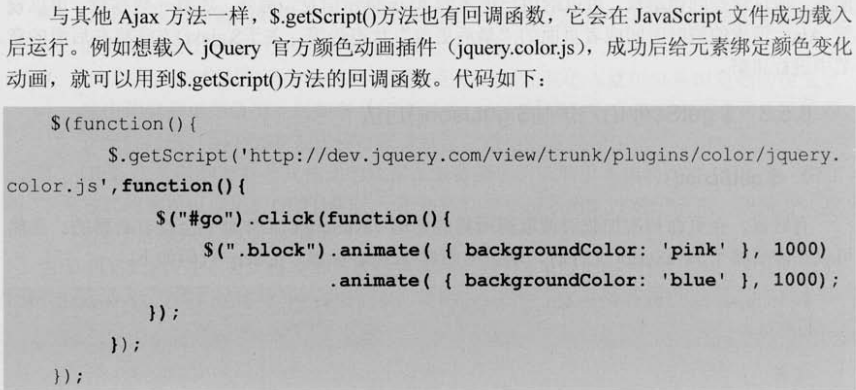 与其他 Ajax 方法一样，$.getScript()方法也有回调函数，它会在 JavaScript 文件成功载入
后运行。例如想载入 jQuery 官方颜色动画插件（jquery.color.js），成功后给元素绑定颜色变化
动画，就可以用到$.getScript()方法的回调函数。代码如下：
$(function(){
$.getScript('http://dev.jquery.com/view/trunk/plugins/color/jquery.
color.js',function(){
$("#go").click(function(){
$(".block").animate( { backgroundColor: 'pink' }, 1000)
.animate( { backgroundColor: 'blue' }, 1000);
});
});
});